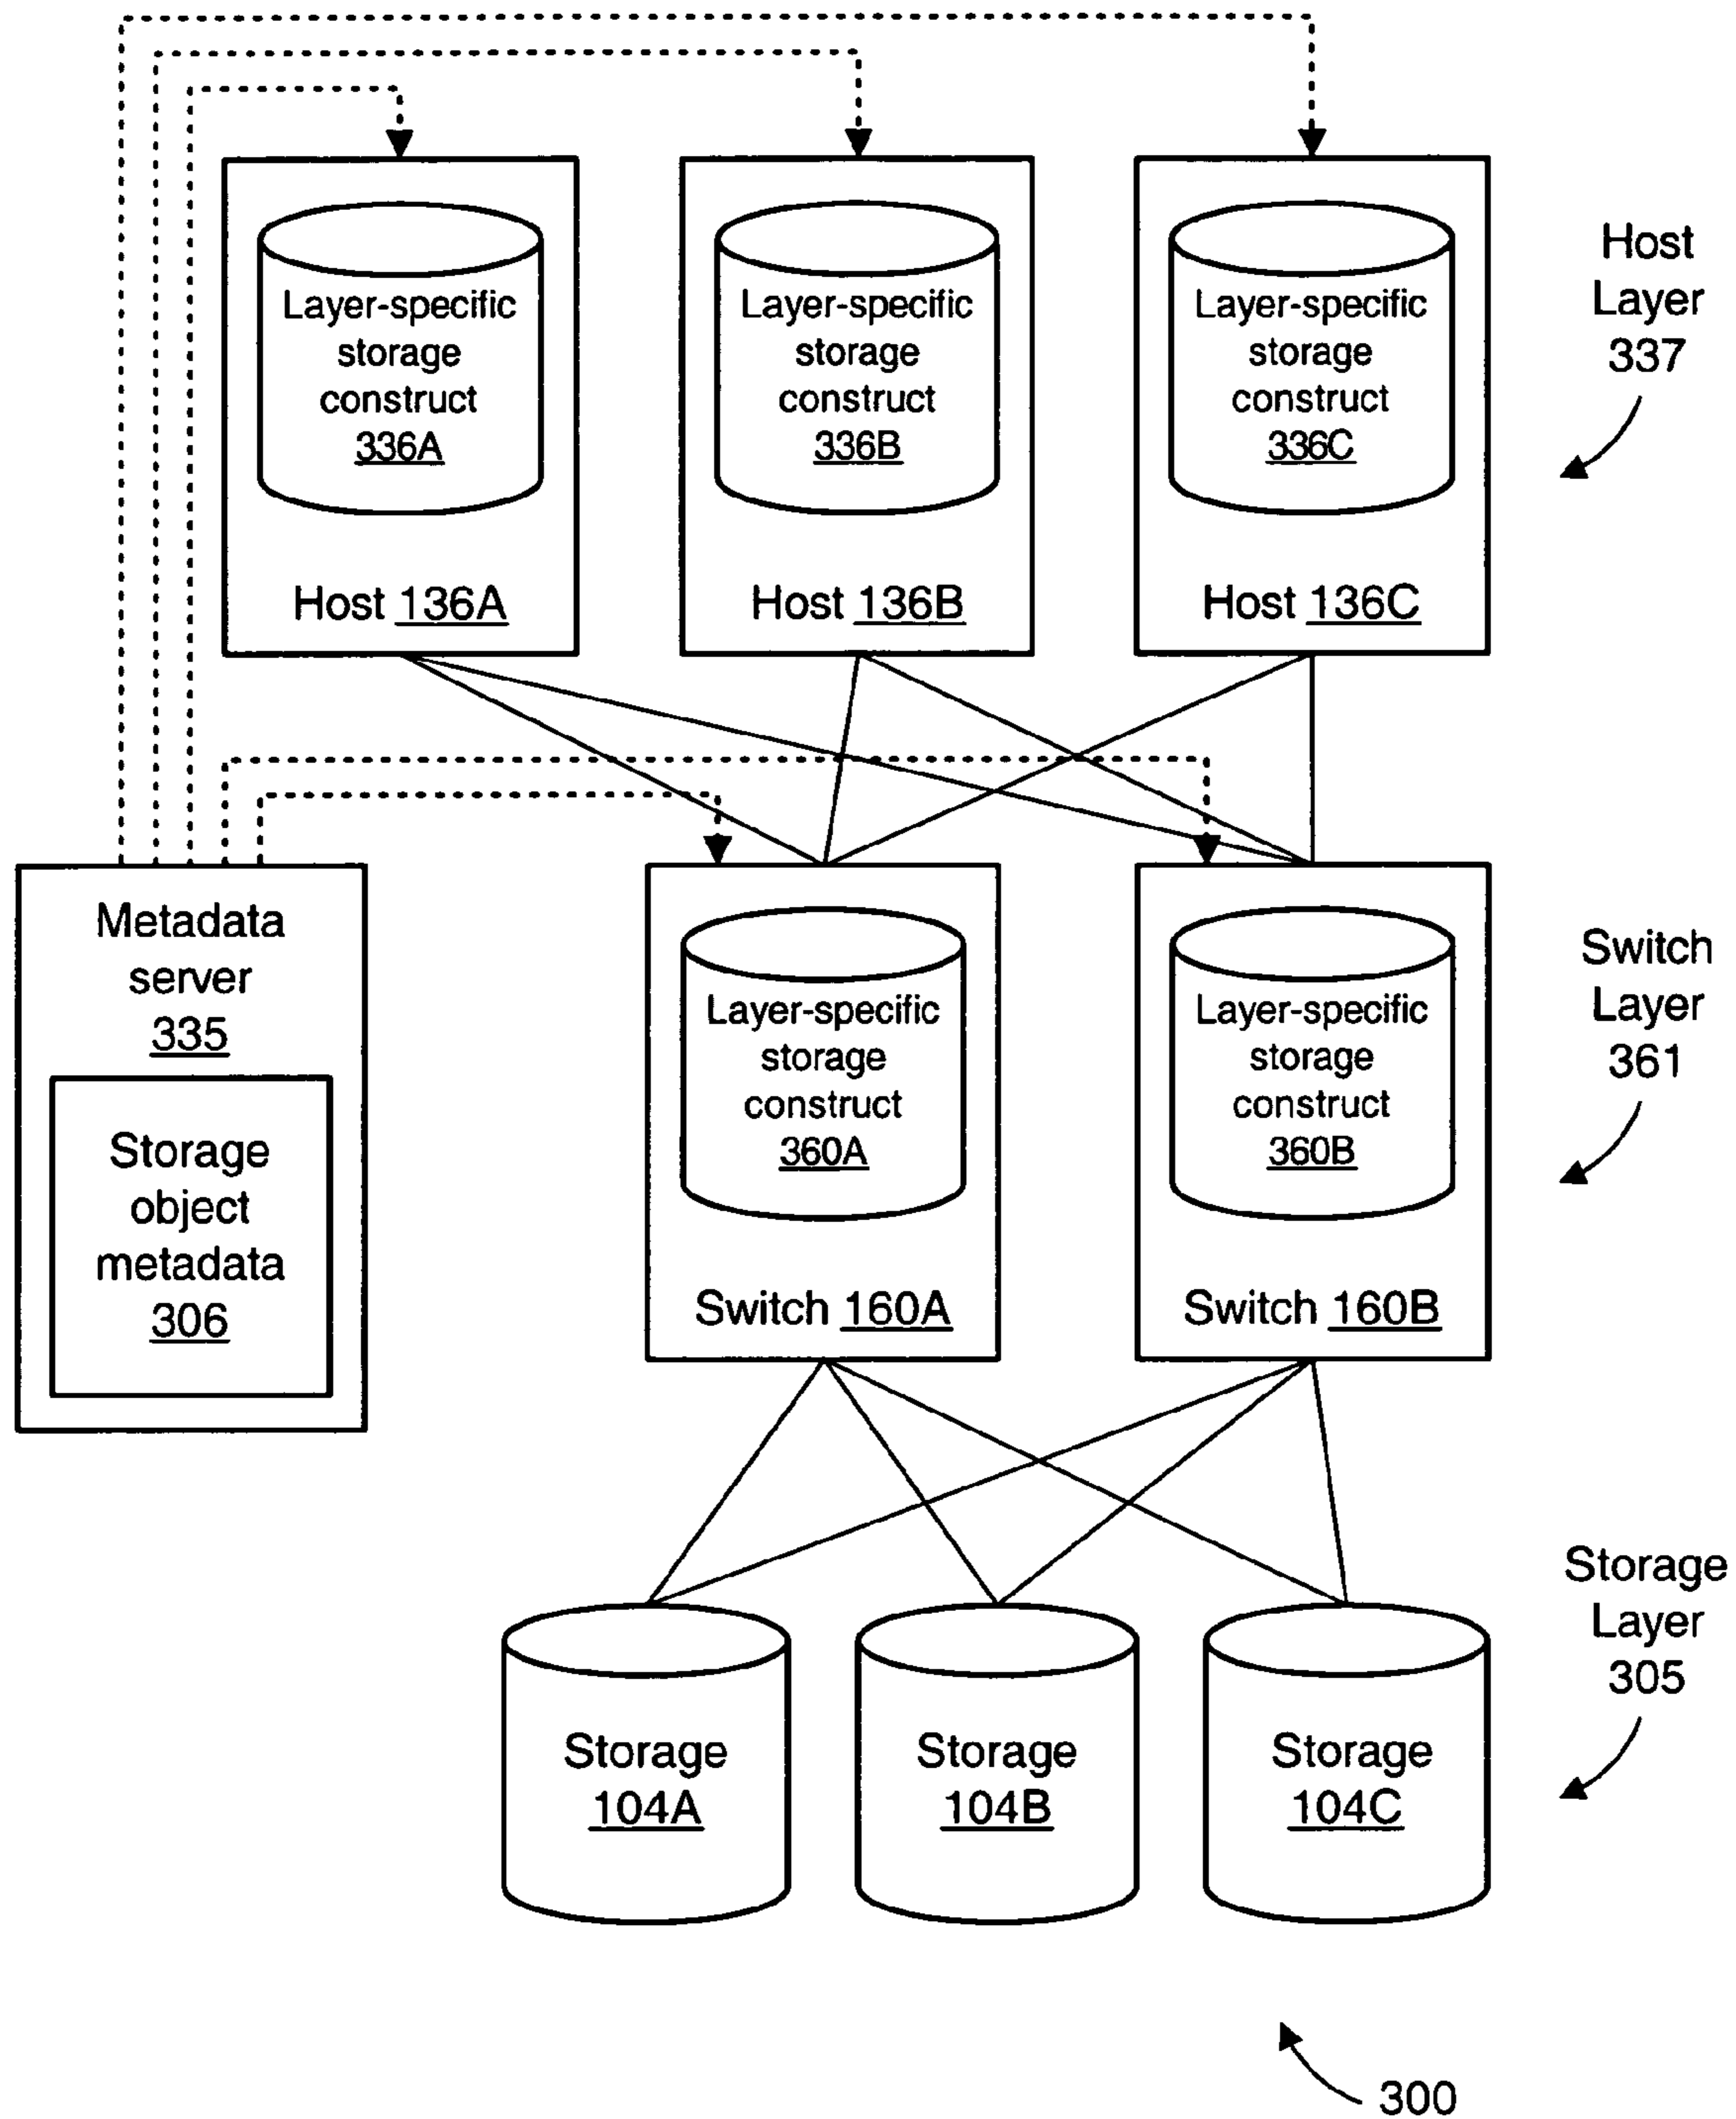 Layer-specific
storage
construct
336A
Host 136A
Layer-specific
storage
construct
336B
Host 136B
Layer-specific
storage
construct
336C
Host 136C
Host
Layer
337
Metadata
server
335
Storage
object
metadata
306
Layer-specific
storage
construct
360A
Switch 160A
Layer-specific
storage
construct
360B
Switch 160B
Switch
Layer
361
Storage
104A
Storage
104B
Storage
104C
Storage
Layer
305
300